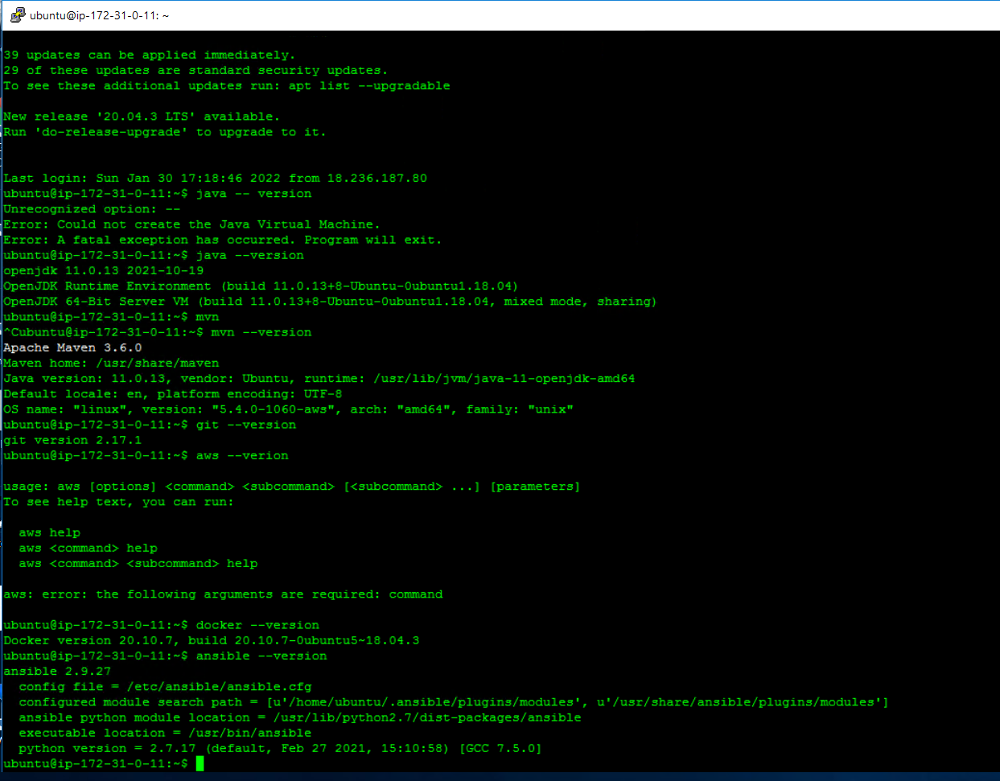 ubuntu@ip-172-31-0-11: ~
39 updates can be applied immediately.
29 of these updates are standard security updates.
To see these additional updates run: apt list --upgradable
New release '20.04.3 LTS' available.
Run 'do-release-upgrade' to upgrade to it.
Last login: Sun Jan 30 17:18:46 2022 from 18.236.187.80
ubuntu@ip-172-31-0-11:~$ java -- version
Unrecognized option: --
Error: Could not create the Java Virtual Machine.
Error: A fatal exception has occurred. Program will exit.
ubuntu@ip-172-31-0-11:~$ java --version
openjdk 11.0.13 2021-10-19
OpenJDK Runtime Environment (build 11.0.13+8-Ubuntu-0ubuntu1.18.04)
OpenJDK 64-Bit Server VM (build 11.0.13+8-Ubuntu-0ubuntu1.18.04, mixed mode, sharing)
ubuntu@ip-172-31-0-11:~$ mvn
^Cubuntu@ip-172-31-0-11:~$ mvn --version
Apache Maven 3.6.0
Maven home: /usr/share/maven
Java version: 11.0.13, vendor: Ubuntu, runtime: /usr/lib/jvm/java-11-openjdk-amd64
Default locale: en, platform encoding: UTF-8
OS name: "linux", version: "5.4.0-1060-aws", arch: "amd64", family: "unix"
ubuntu@ip-172-31-0-11:~$ git --version
git version 2.17.1
ubuntu@ip-172-31-0-11:~$ aws --verion
usage: aws [options] <command> <subcommand> [<subcommand> ...] [parameters]
To see help text, you can run:
aws help
aws <command> help
aws <command> <subcommand> help
aws: error: the following arguments are required: command
ubuntu@ip-172-31-0-11:~$ docker --version
Docker version 20.10.7, build 20.10.7-0ubuntu5~18.04.3
ubuntu@ip-172-31-0-11:~$ ansible --version
ansible 2.9.27
config file = /etc/ansible/ansible.cfg
configured module search path = [u'/home/ubuntu/.ansible/plugins/modules', u'/usr/share/ansible/plugins/modules']
ansible python module location = /usr/lib/python2.7/dist-packages/ansible
executable location = /usr/bin/ansible
python version = 2.7.17 (default, Feb 27 2021, 15:10:58) [GCC 7.5.0]
ubuntu@ip-172-31-0-11:~$